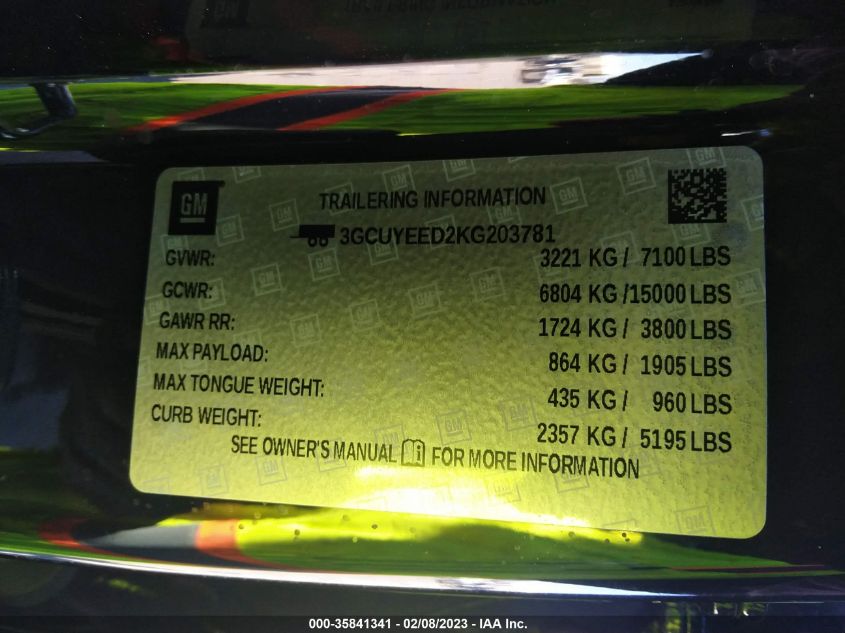 GM
TRAILERING INFORMATION
3GCUYEED2KG203781
GVWR: 3221 KG / 7100 LBS
GCWR: 6804 KG /15000 LBS
GAWR RR: 1724 KG / 3800 LBS
MAX PAYLOAD: 864 KG / 1905 LBS
MAX TONGUE WEIGHT: 435 KG / 960 LBS
CURB WEIGHT: 2357 KG / 5195 LBS
SEE OWNER'S MANUAL FOR MORE INFORMATION
000-35841341 - 02/08/2023 - IAA Inc.